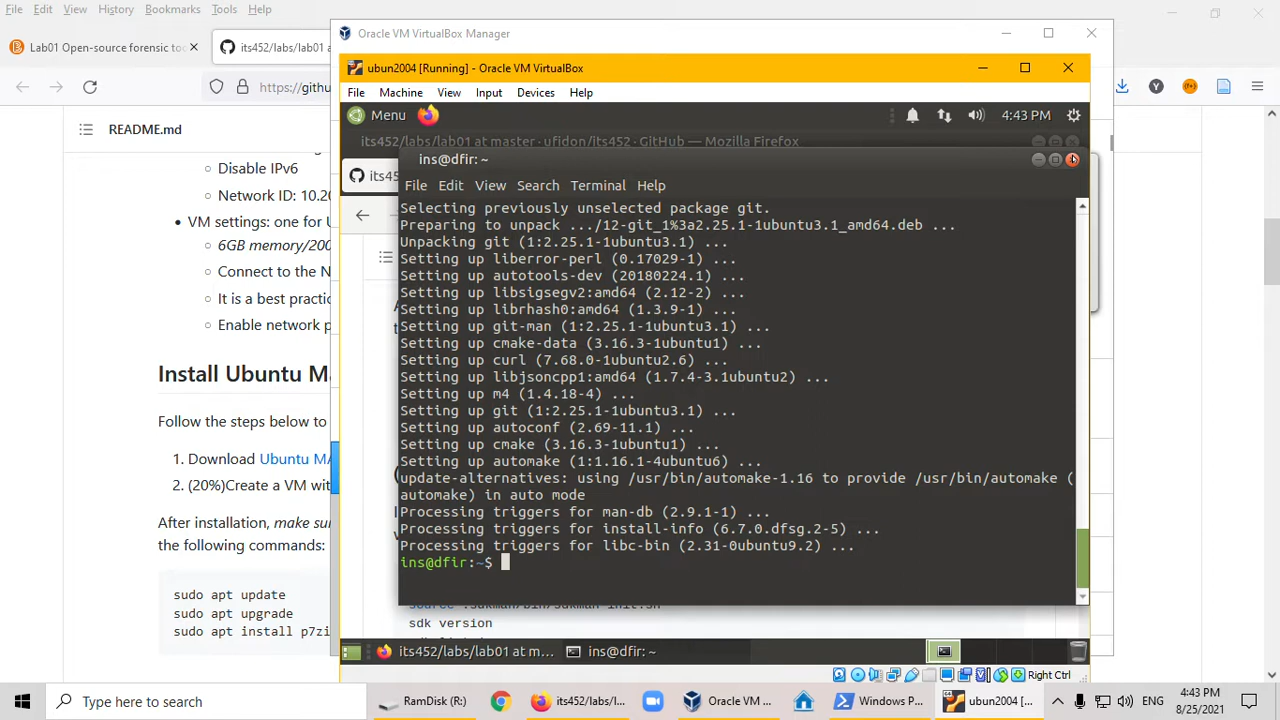 File Edit View History Bookmarks Tools Help
Lab01 Open-source forensic to
its452/labs/lab01 a
https://gith
README.md
Disable IPv6
Network ID: 10.20
VM settings: one for U
6GB memory/200
Connect to the N
It is a best practic
Enable network p
Install Ubuntu MA
Follow the steps below to
1. Download Ubuntu MA
2. (20%)Create a VM with
After installation, make sure
the following commands:
sudo apt update
sudo apt upgrade
sudo apt install p7zi
Oracle VM VirtualBox Manager
ubun2004 [Running] - Oracle VM VirtualBox
File Machine View Input Devices Help
Menu
4:43 PM
its452/labs/lab01 at master · ufidon/its452 · GitHub — Mozilla Firefox
its45
ins@dfir: ~
File Edit View Search Terminal Help
Selecting previously unselected package git.
Preparing to unpack .../12-git_1%3a2.25.1-1ubuntu3.1_amd64.deb ...
Unpacking git (1:2.25.1-1ubuntu3.1) ...
Setting up liberror-perl (0.17029-1) ...
Setting up autotools-dev (20180224.1) ...
Setting up libsigsegv2:amd64 (2.12-2) ...
Setting up librhash0:amd64 (1.3.9-1) ...
Setting up git-man (1:2.25.1-1ubuntu3.1) ...
Setting up cmake-data (3.16.3-1ubuntu1) ...
Setting up curl (7.68.0-1ubuntu2.6) ...
Setting up libjsoncpp1:amd64 (1.7.4-3.1ubuntu2) ...
Setting up m4 (1.4.18-4) ...
Setting up git (1:2.25.1-1ubuntu3.1) ...
Setting up autoconf (2.69-11.1) ...
Setting up cmake (3.16.3-1ubuntu1) ...
Setting up automake (1:1.16.1-4ubuntu6) ...
update-alternatives: using /usr/bin/automake-1.16 to provide /usr/bin/automake (
automake) in auto mode
Processing triggers for man-db (2.9.1-1) ...
Processing triggers for install-info (6.7.0.dfsg.2-5) ...
Processing triggers for libc-bin (2.31-0ubuntu9.2) ...
ins@dfir:~$
sdk version
its452/labs/lab01 at m...
ins@dfir: ~
Right Ctrl
Type here to search
RamDisk (R:)
its452/labs/l...
Oracle VM ...
Windows P...
ubun2004 [...
4:43 PM
8/25/2021